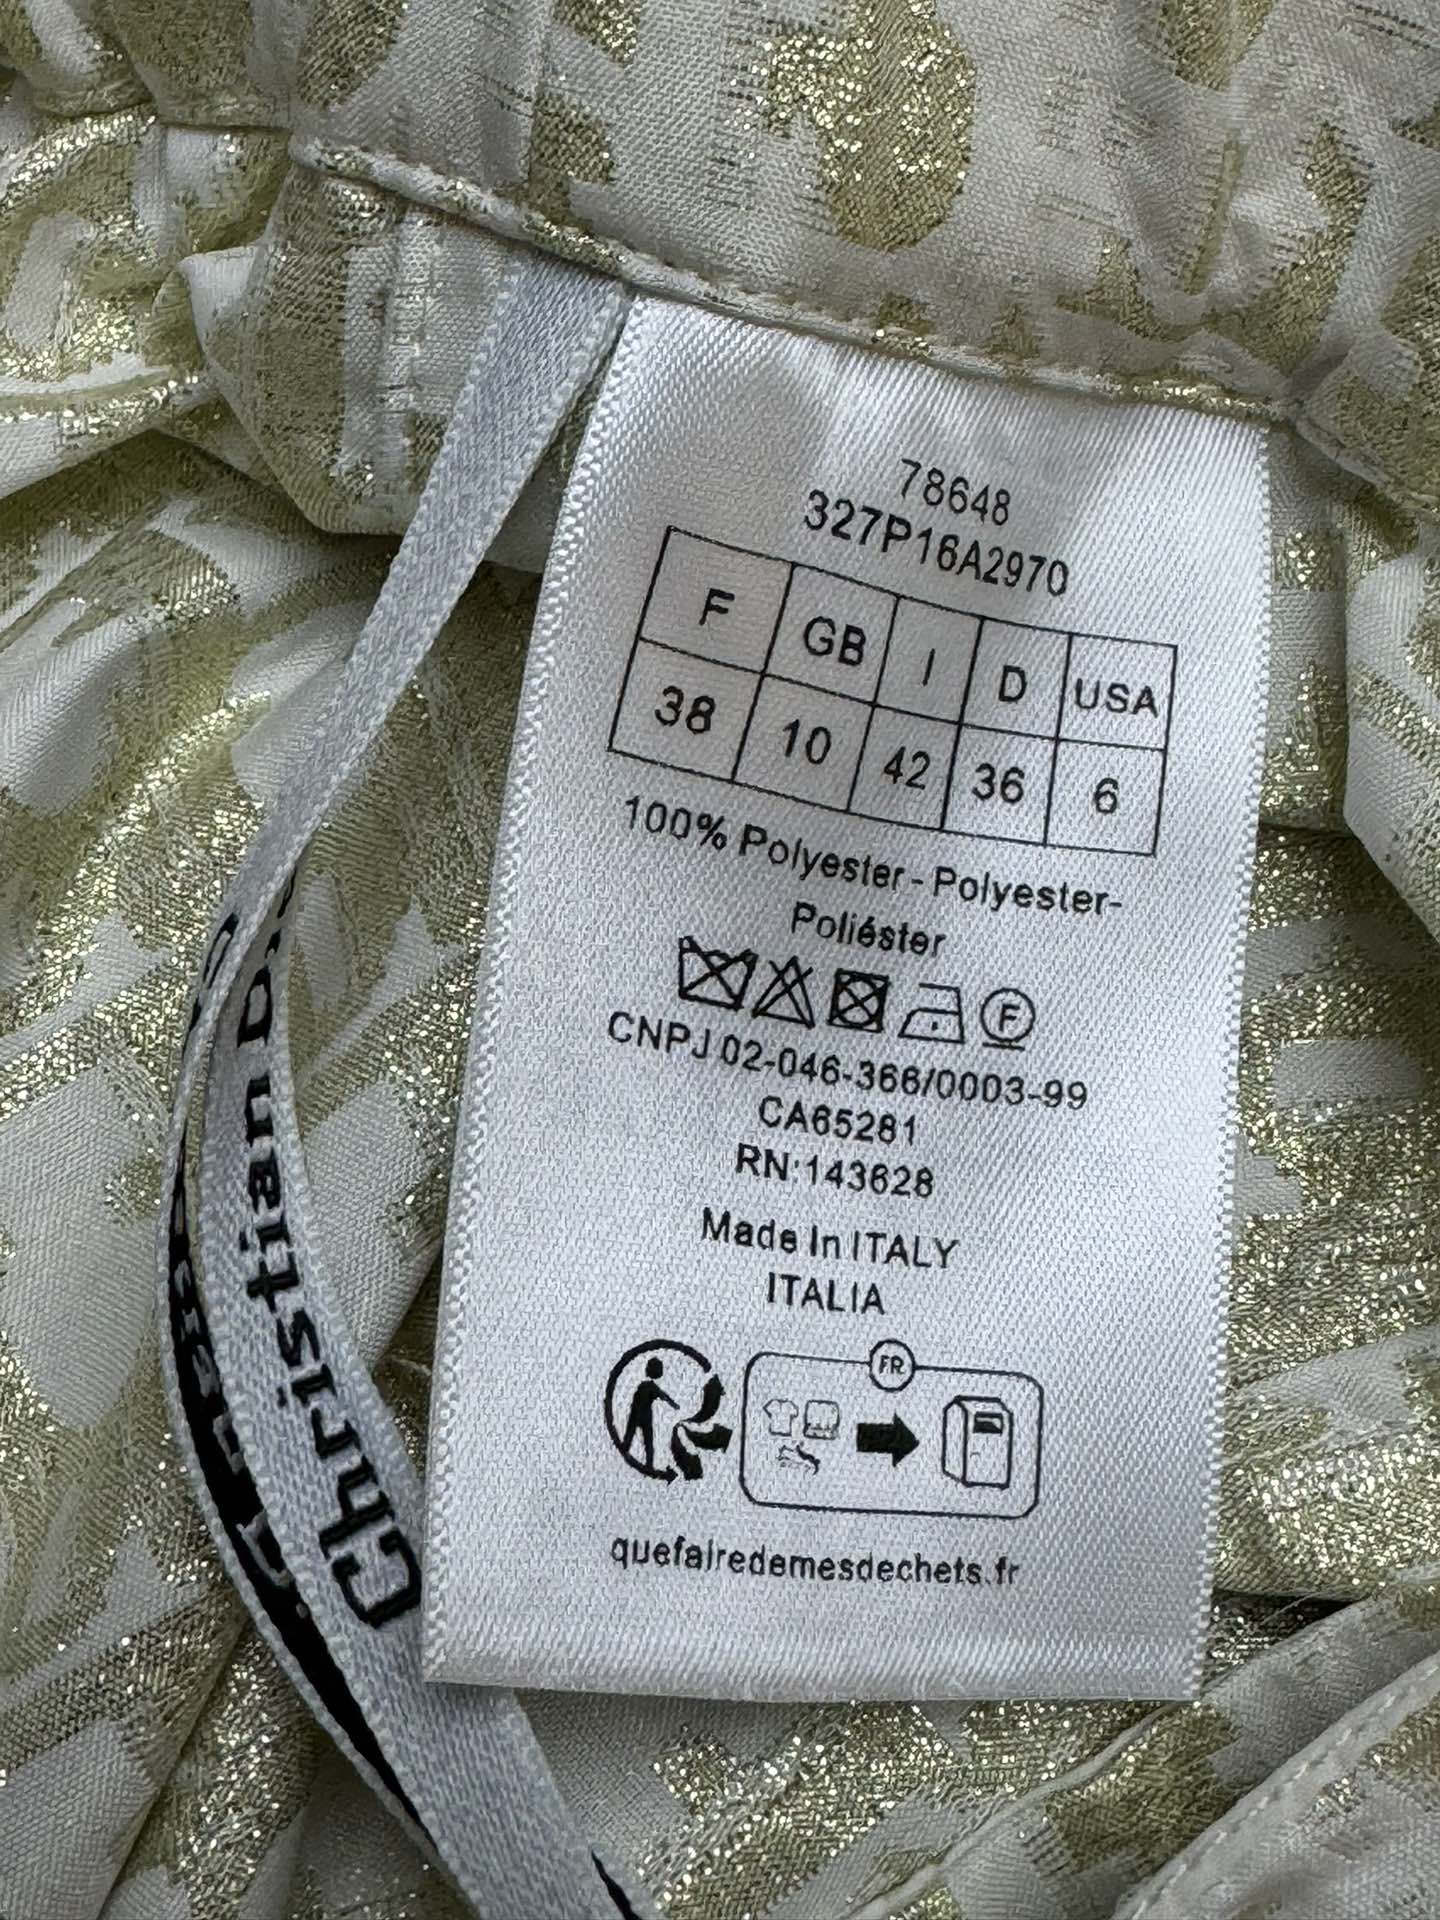 78648
327P16A2970
F GB I D USA
38 10 42 36 6
100% Polyester - Polyester-
Poliéster
F
CNPJ 02-046-366/0003-99
CA65281
RN:143628
Made In ITALY
ITALIA
FR
quefairedemesdechets.fr
Christian